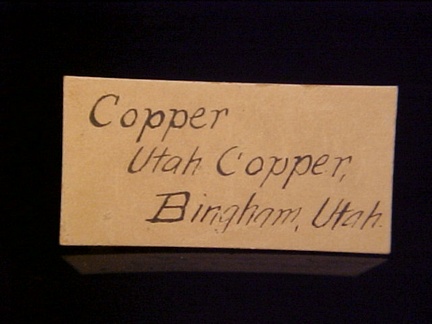 Copper
Utah Copper,
Bingham, Utah.